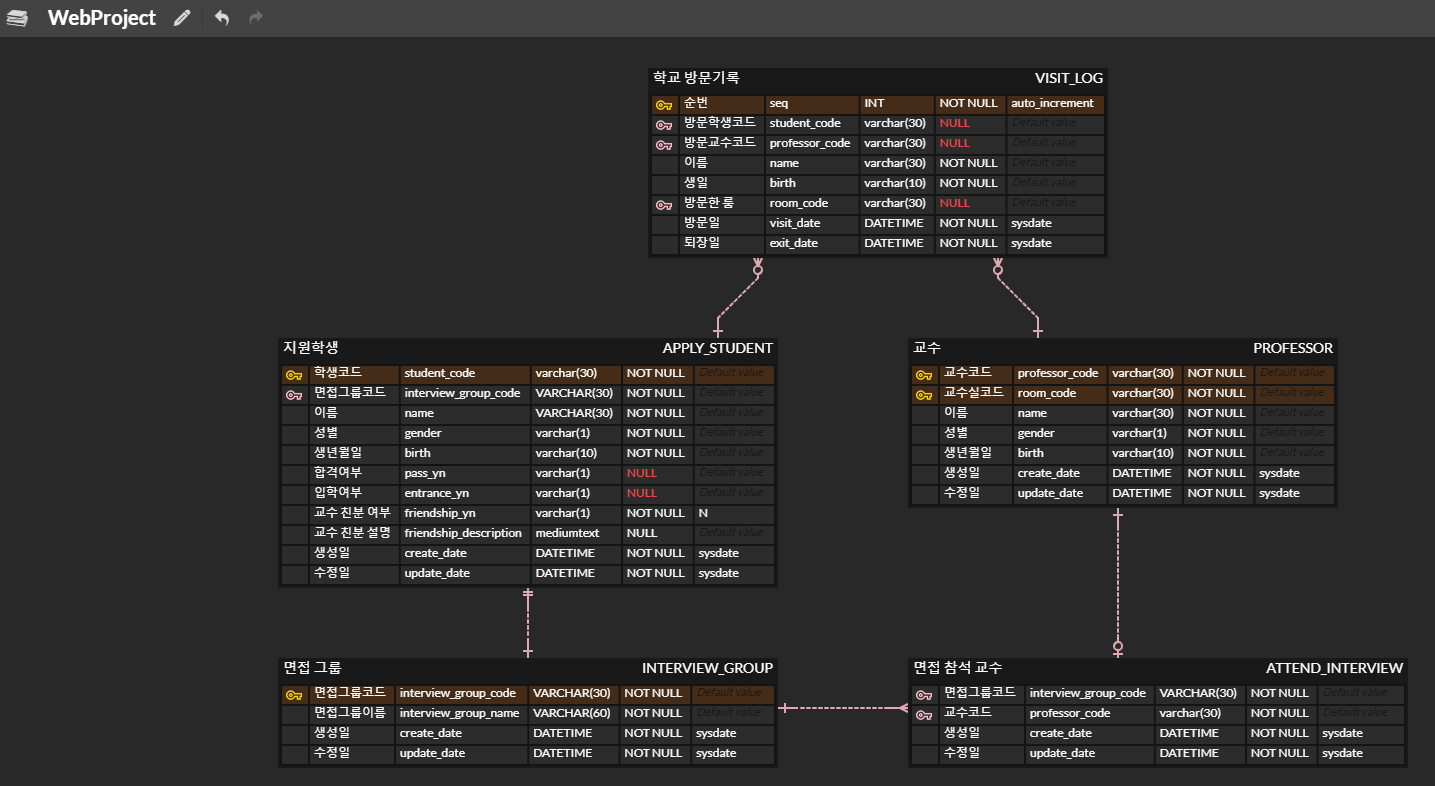 WebProject
학교 방문기록 VISIT_LOG
순번 seq INT NOT NULL auto_increment
방문학생코드 student_code varchar(30) NULL Default value
방문교수코드 professor_code varchar(30) NULL Default value
이름 name varchar(30) NOT NULL Default value
생일 birth varchar(10) NOT NULL Default value
방문한 룸 room_code varchar(30) NULL Default value
방문일 visit_date DATETIME NOT NULL sysdate
퇴장일 exit_date DATETIME NOT NULL sysdate
지원학생 APPLY_STUDENT
학생코드 student_code varchar(30) NOT NULL Default value
면접그룹코드 interview_group_code VARCHAR(30) NOT NULL Default value
이름 name VARCHAR(30) NOT NULL Default value
성별 gender varchar(1) NOT NULL Default value
생년월일 birth varchar(10) NOT NULL Default value
합격여부 pass_yn varchar(1) NULL Default value
입학여부 entrance_yn varchar(1) NULL Default value
교수 친분 여부 friendship_yn varchar(1) NOT NULL N
교수 친분 설명 friendship_description mediumtext NULL Default value
생성일 create_date DATETIME NOT NULL sysdate
수정일 update_date DATETIME NOT NULL sysdate
교수 PROFESSOR
교수코드 professor_code varchar(30) NOT NULL Default value
교수실코드 room_code varchar(30) NOT NULL Default value
이름 name varchar(30) NOT NULL Default value
성별 gender varchar(1) NOT NULL Default value
생년월일 birth varchar(10) NOT NULL Default value
생성일 create_date DATETIME NOT NULL sysdate
수정일 update_date DATETIME NOT NULL sysdate
면접 그룹 INTERVIEW_GROUP
면접그룹코드 interview_group_code VARCHAR(30) NOT NULL Default value
면접그룹이름 interview_group_name VARCHAR(60) NOT NULL Default value
생성일 create_date DATETIME NOT NULL sysdate
수정일 update_date DATETIME NOT NULL sysdate
면접 참석 교수 ATTEND_INTERVIEW
면접그룹코드 interview_group_code VARCHAR(30) NOT NULL Default value
교수코드 professor_code varchar(30) NOT NULL Default value
생성일 create_date DATETIME NOT NULL sysdate
수정일 update_date DATETIME NOT NULL sysdate